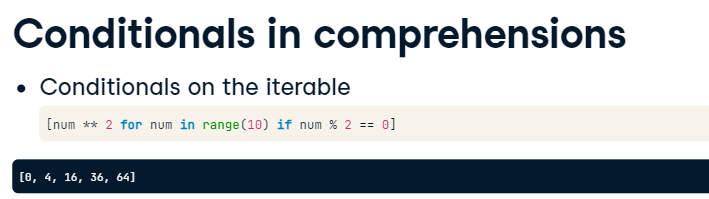 Conditionals in comprehensions
• Conditionals on the iterable
[num ** 2 for num in range(10) if num % 2 == 0]
[0, 4, 16, 36, 64]